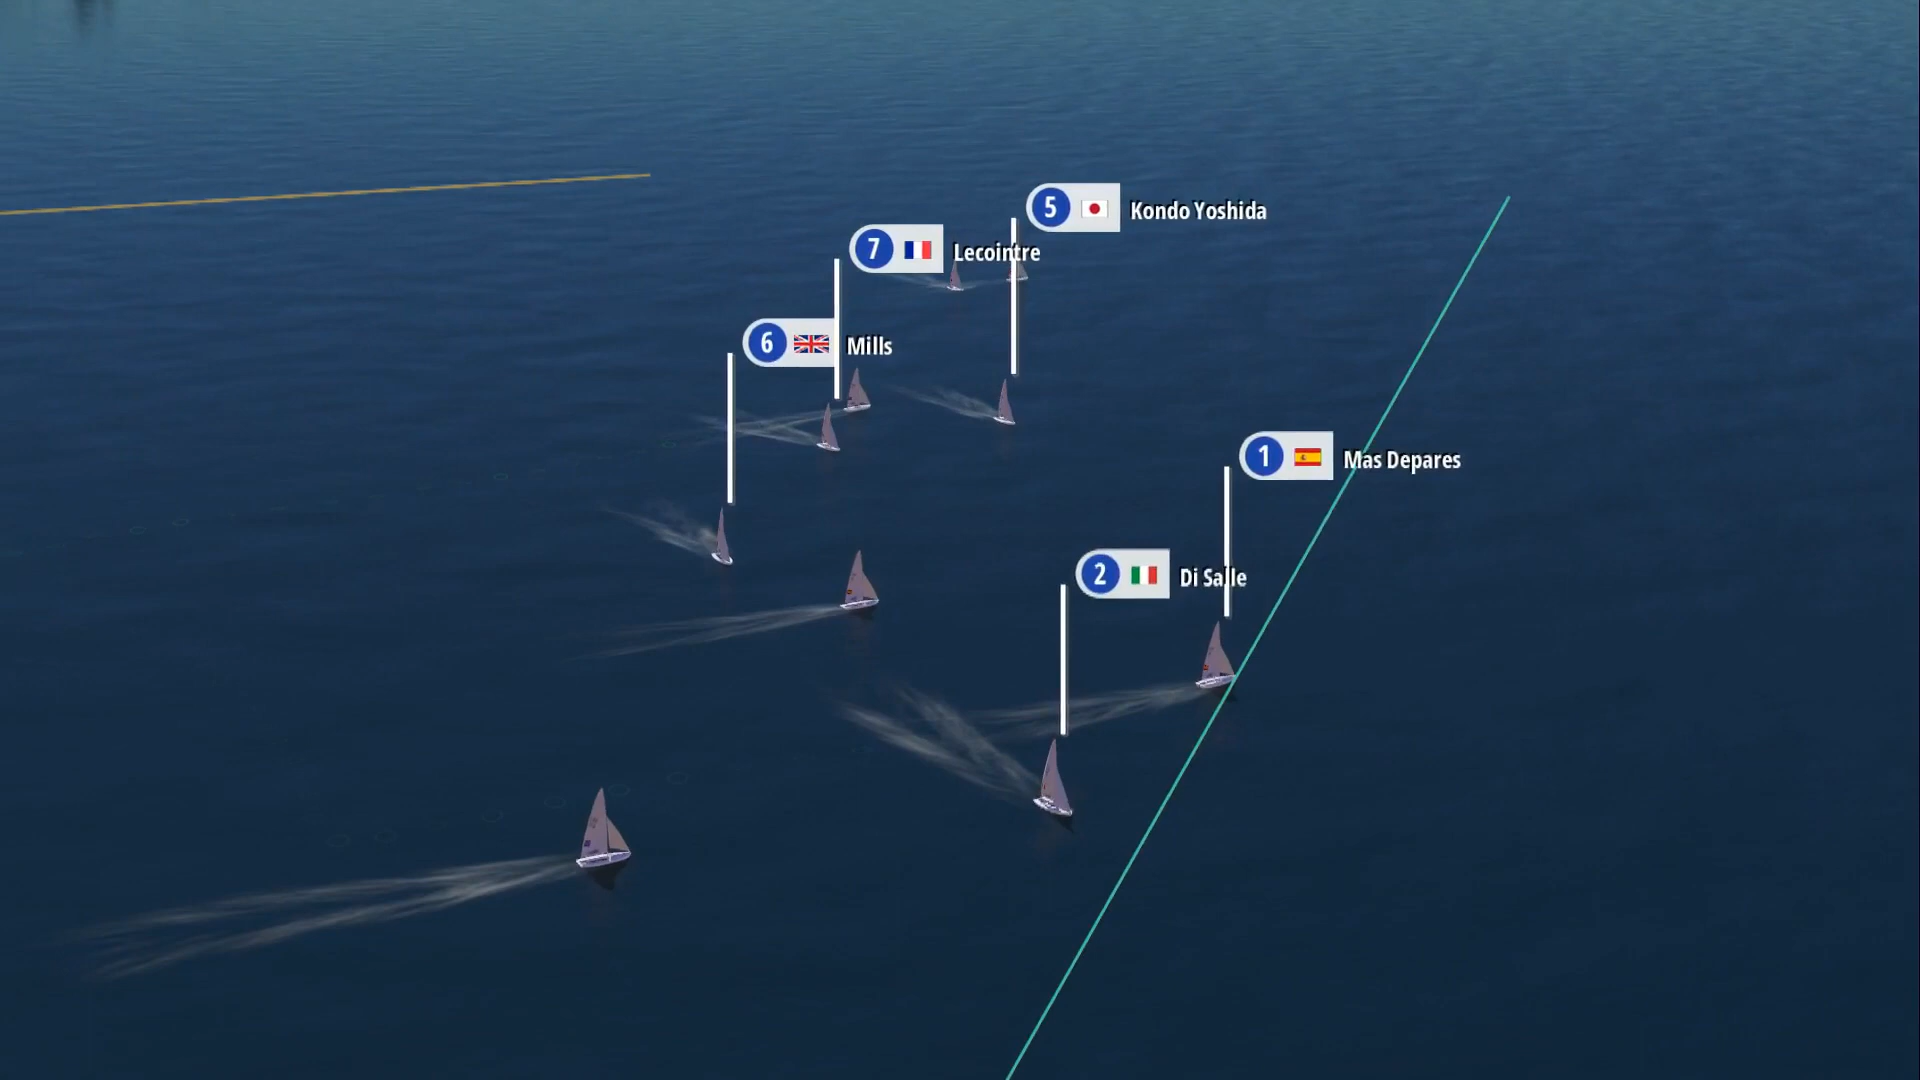 5 Kondo Yoshida
7 Lecointre
6 Mills
1 Mas Depares
2 Di Salle